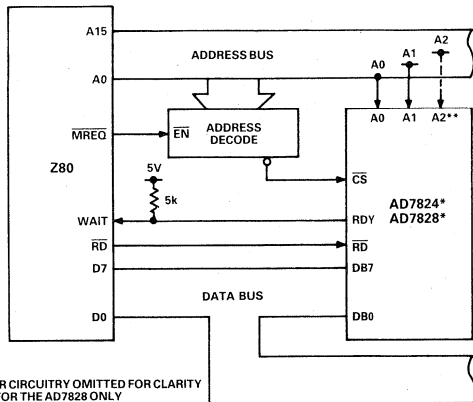 A15
ADDRESS BUS
A2
A1
A0
A0
A0 A1 A2**
MREQ
EN
ADDRESS
DECODE
5V
Z80
5k
CS
AD7824*
AD7828*
WAIT
RDY
RD
RD
D7
DB7
DATA BUS
D0
DB0
R CIRCUITRY OMITTED FOR CLARITY
FOR THE AD7828 ONLY